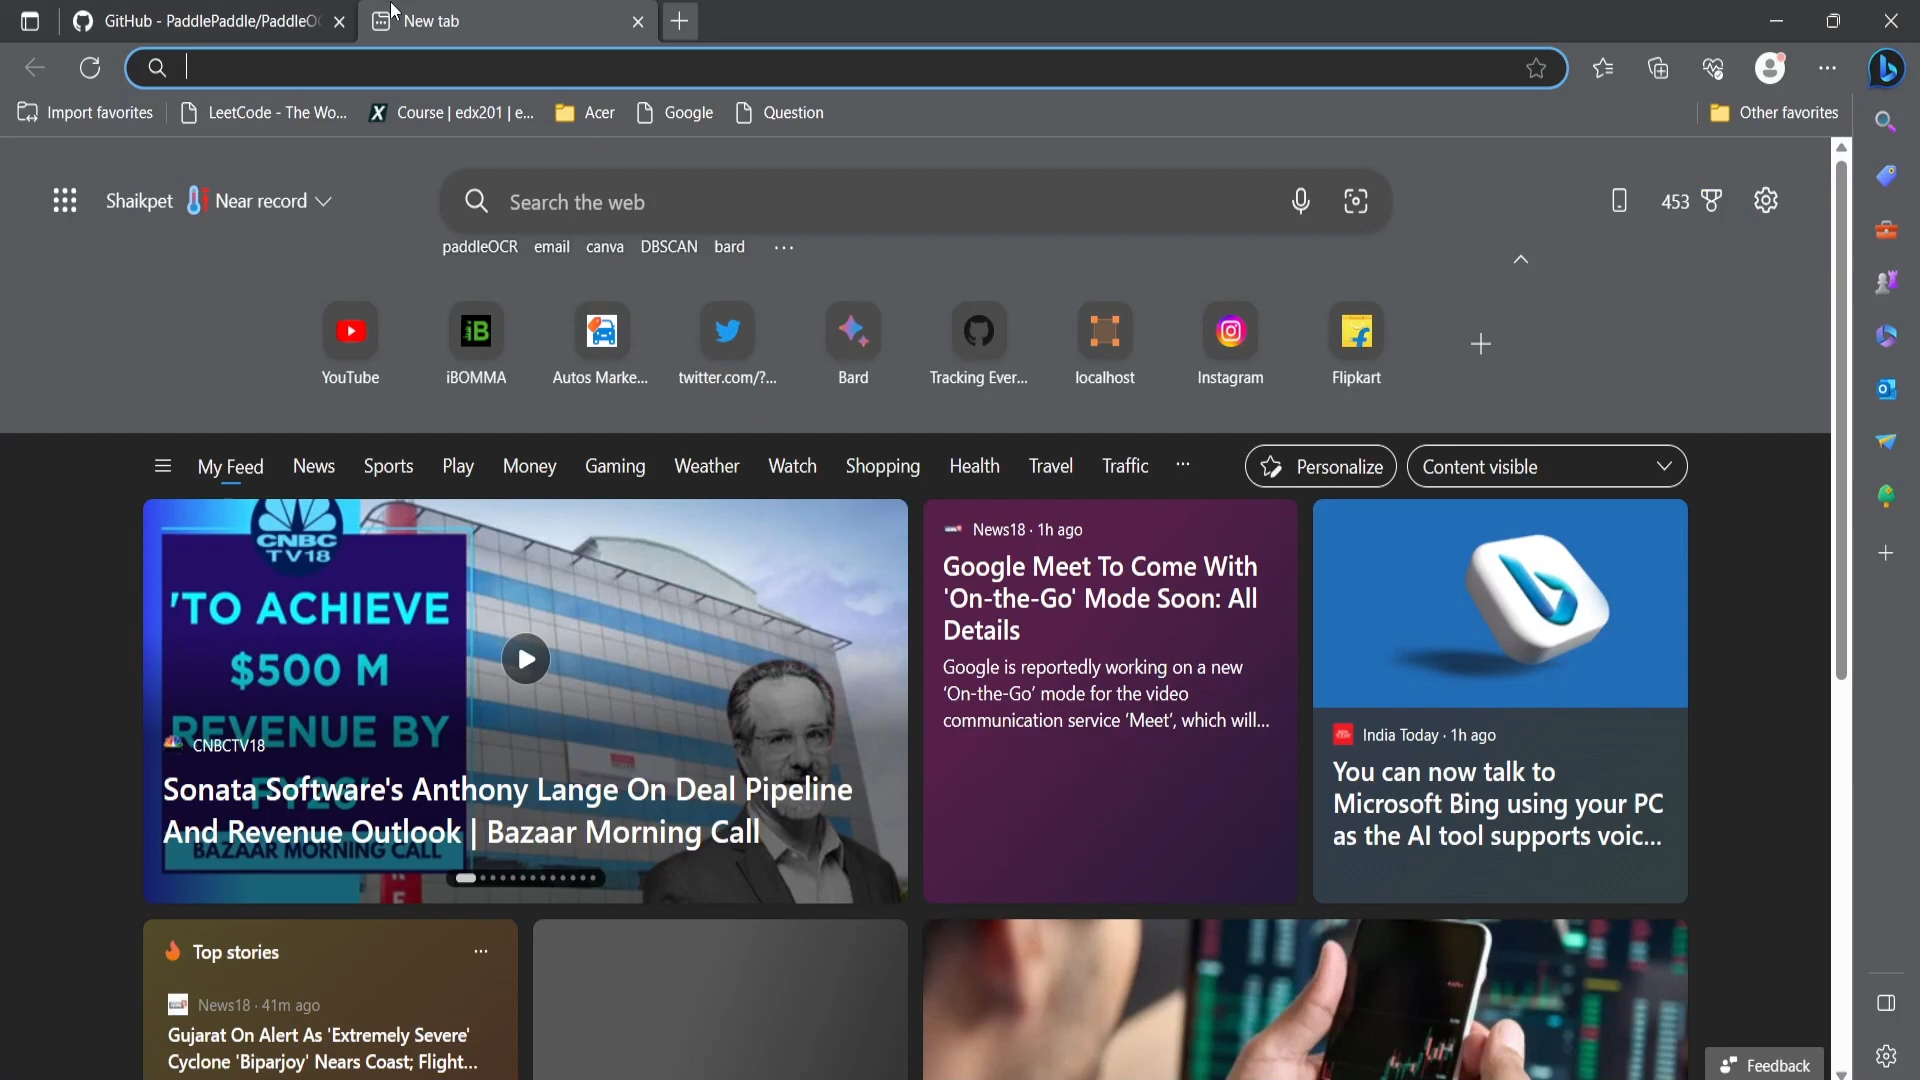 GitHub - PaddlePaddle/PaddleO
New tab
Import favorites
LeetCode - The Wo...
Course | edx201 | e...
Acer
Google
Question
Other favorites
Shaikpet
Near record
Search the web
453
paddleOCR email canva DBSCAN bard ...
YouTube
iB
iBOMMA
Autos Marke...
twitter.com/?...
Bard
Tracking Ever...
localhost
Instagram
Flipkart
My Feed News Sports Play Money Gaming Weather Watch Shopping Health Travel Traffic ...
Personalize
Content visible
CNBC
TV18
'TO ACHIEVE
$500 M
REVENUE BY
FY26'
BAZAAR MORNING CALL
CNBCTV18
Sonata Software's Anthony Lange On Deal Pipeline
And Revenue Outlook | Bazaar Morning Call
News18 · 1h ago
Google Meet To Come With
'On-the-Go' Mode Soon: All
Details
Google is reportedly working on a new
'On-the-Go' mode for the video
communication service 'Meet', which will...
India Today · 1h ago
You can now talk to
Microsoft Bing using your PC
as the AI tool supports voic...
Top stories
News18 · 41m ago
Gujarat On Alert As 'Extremely Severe'
Cyclone 'Biparjoy' Nears Coast; Flight...
Feedback